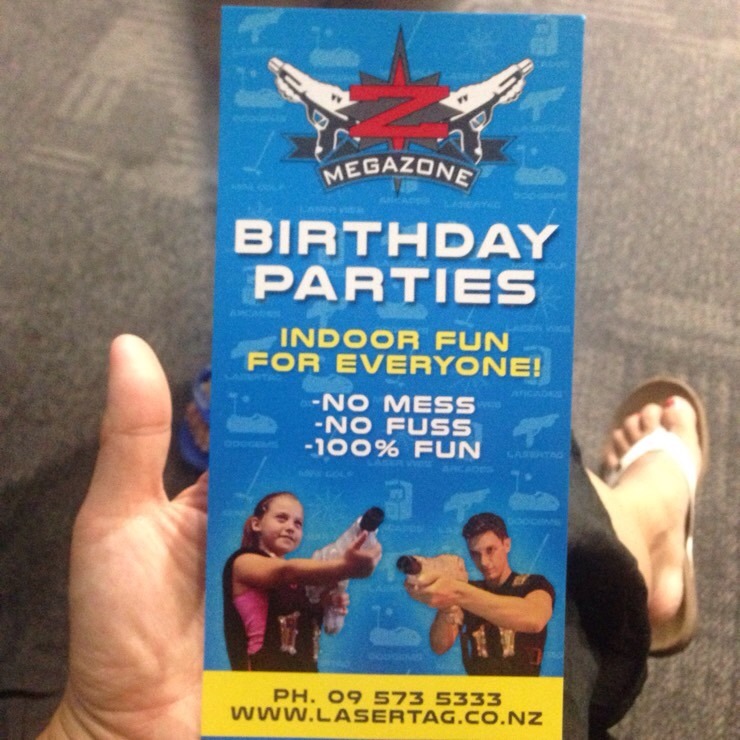 Z
MEGAZONE
BIRTHDAY
PARTIES
INDOOR FUN
FOR EVERYONE!
-NO MESS
-NO FUSS
-100% FUN
PH. 09 573 5333
WWW.LASERTAG.CO.NZ